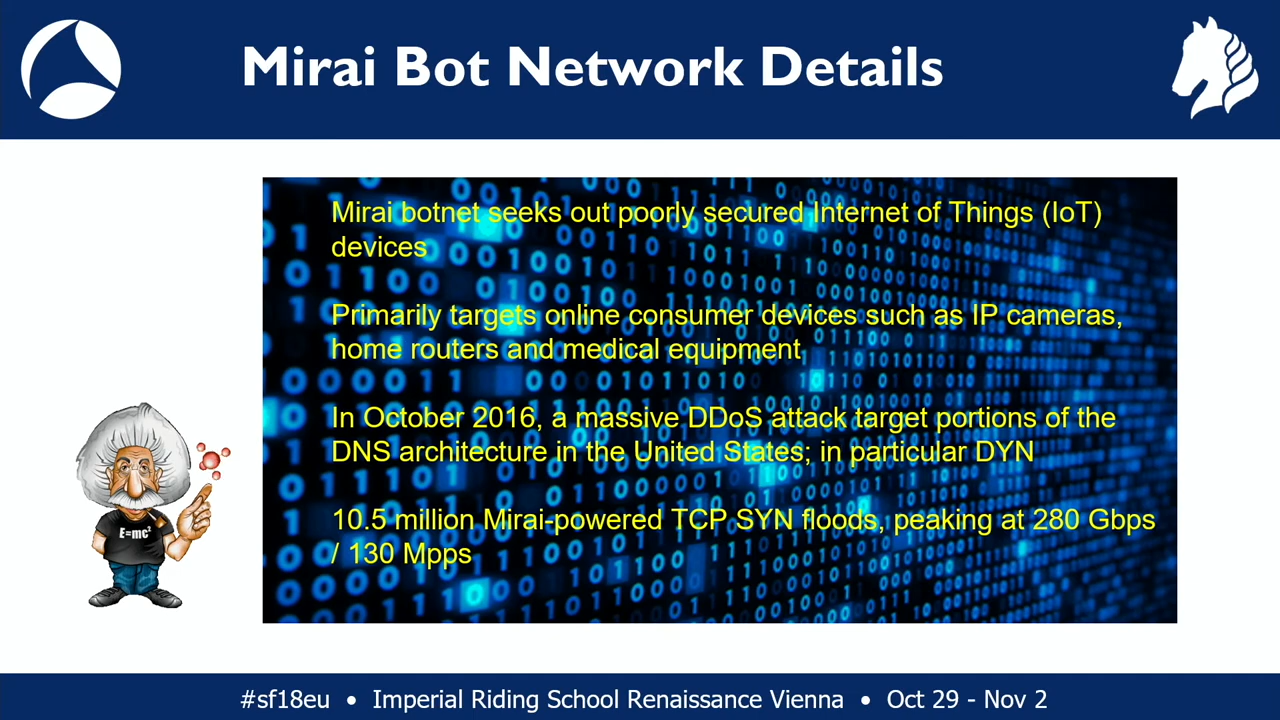 Mirai Bot Network Details
Mirai botnet seeks out poorly secured Internet of Things (IoT)
devices
Primarily targets online consumer devices such as IP cameras,
home routers and medical equipment
In October 2016, a massive DDoS attack target portions of the
DNS architecture in the United States; in particular DYN
10.5 million Mirai-powered TCP SYN floods, peaking at 280 Gbps
/ 130 Mpps
E=mc²
#sf18eu • Imperial Riding School Renaissance Vienna • Oct 29 - Nov 2